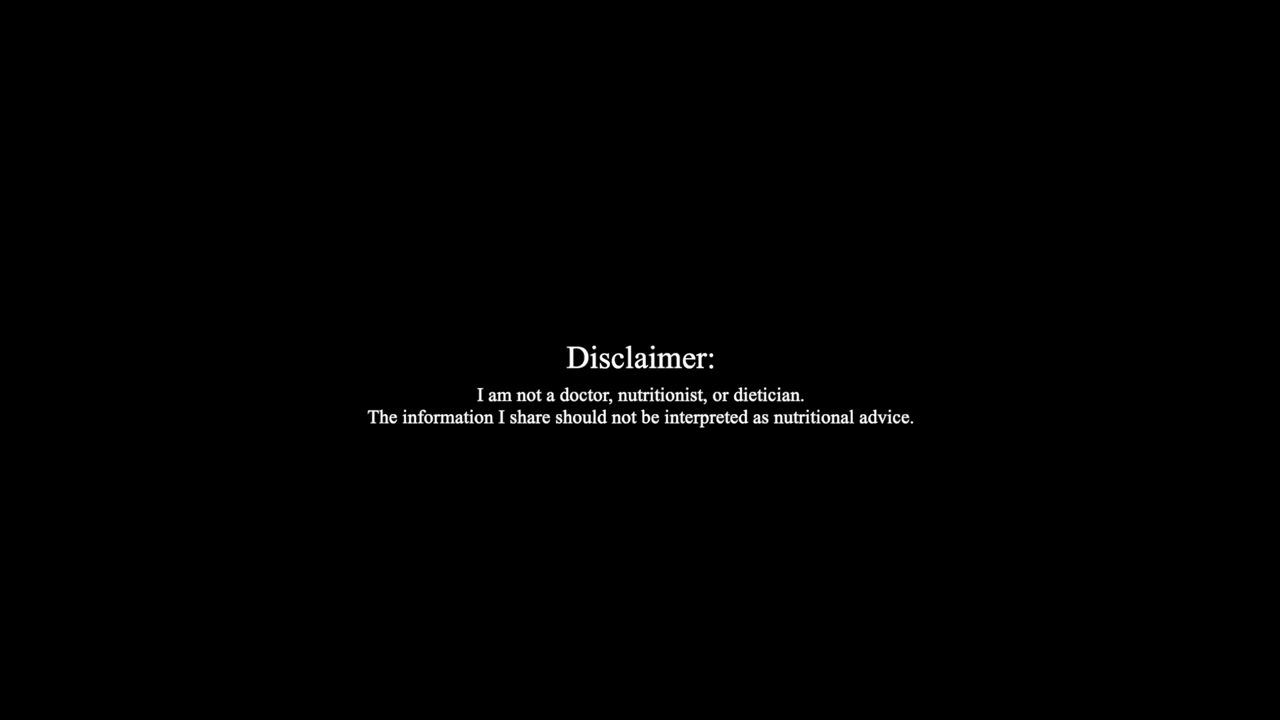 Disclaimer:
I am not a doctor, nutritionist, or dietician.
The information I share should not be interpreted as nutritional advice.